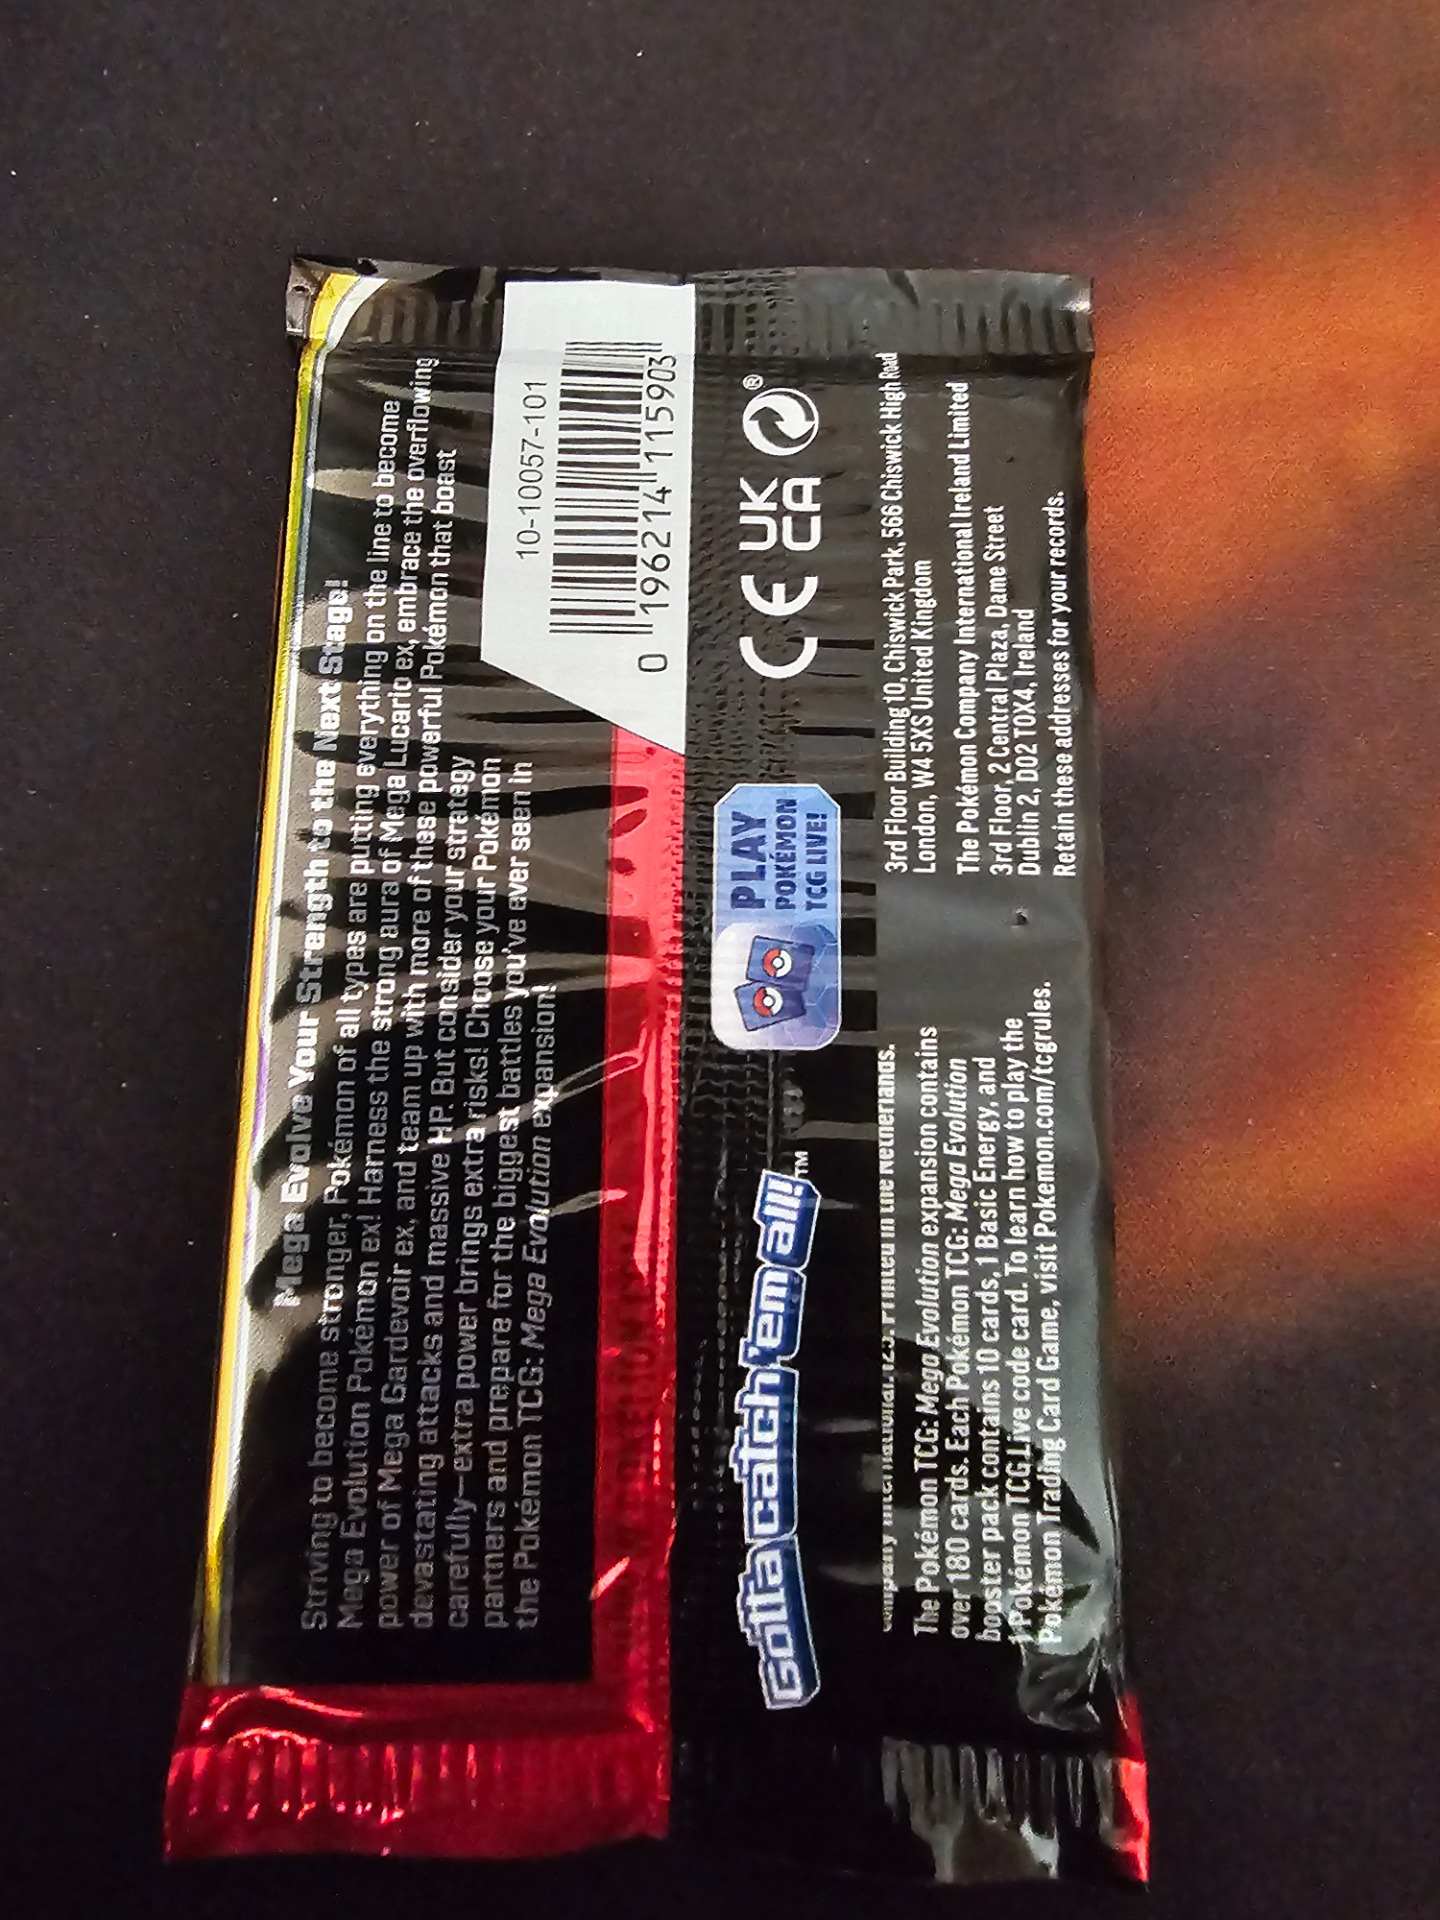 Mega Evolve Your Strength to the Next Stage!
Striving to become stronger, Pokémon of all types are putting everything on the line to become
Mega Evolution Pokémon ex! Harness the strong aura of Mega Lucario ex, embrace the overflowing
power of Mega Gardevoir ex, and team up with more of these powerful Pokémon that boast
devastating attacks and massive HP. But consider your strategy
carefully—extra power brings extra risks! Choose your Pokémon
partners and prepare for the biggest battles you've ever seen in
the Pokémon TCG: Mega Evolution expansion!
10-10057-101
0 196214 115903
Gotta catch 'em all!™
PLAY
POKÉMON
TCG LIVE!
CE UK
CA ®
Company International. Printed in the Netherlands.
The Pokémon TCG: Mega Evolution expansion contains
over 180 cards. Each Pokémon TCG: Mega Evolution
booster pack contains 10 cards, 1 Basic Energy, and
1 Pokémon TCG Live code card. To learn how to play the
Pokémon Trading Card Game, visit Pokemon.com/tcgrules.
3rd Floor Building 10, Chiswick Park, 566 Chiswick High Road
London, W4 5XS United Kingdom
The Pokémon Company International Ireland Limited
3rd Floor, 2 Central Plaza, Dame Street
Dublin 2, D02 T0X4, Ireland
Retain these addresses for your records.